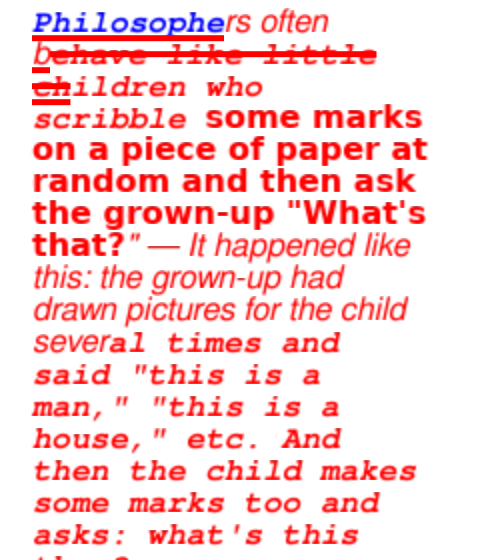 Philosophers often
behave like little
children who
scribble some marks
on a piece of paper at
random and then ask
the grown-up "What's
that?" — It happened like
this: the grown-up had
drawn pictures for the child
several times and
said "this is a
man," "this is a
house," etc. And
then the child makes
some marks too and
asks: what's this